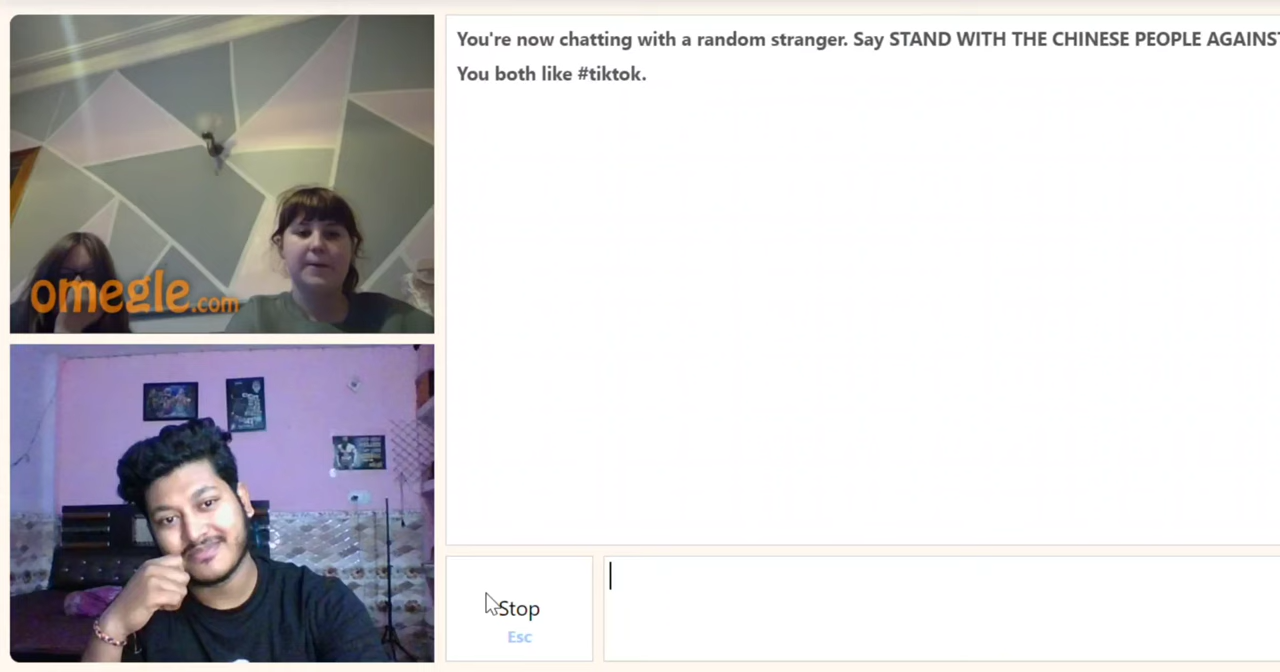 You're now chatting with a random stranger. Say STAND WITH THE CHINESE PEOPLE AGAINST
You both like #tiktok.
omegle.com
Stop
Esc